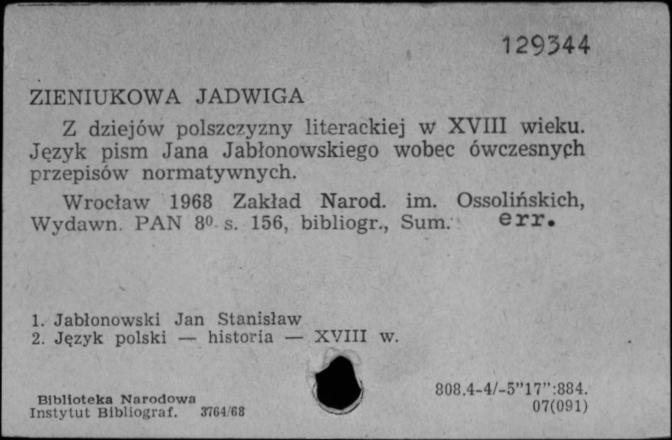 129344
ZIENIUKOWA JADWIGA
Z dziejów polszczyzny literackiej w XVIII wieku.
Język pism Jana Jabłonowskiego wobec ówczesnych
przepisów normatywnych.
Wrocław 1968 Zakład Narod. im. Ossolińskich,
Wydawn. PAN 8⁰ s. 156, bibliogr., Sum. err.
1. Jabłonowski Jan Stanisław
2. Język polski — historia — XVIII w.
Biblioteka Narodowa
Instytut Bibliograf. 3764/68
808.4-4/-5"17":884.
07(091)